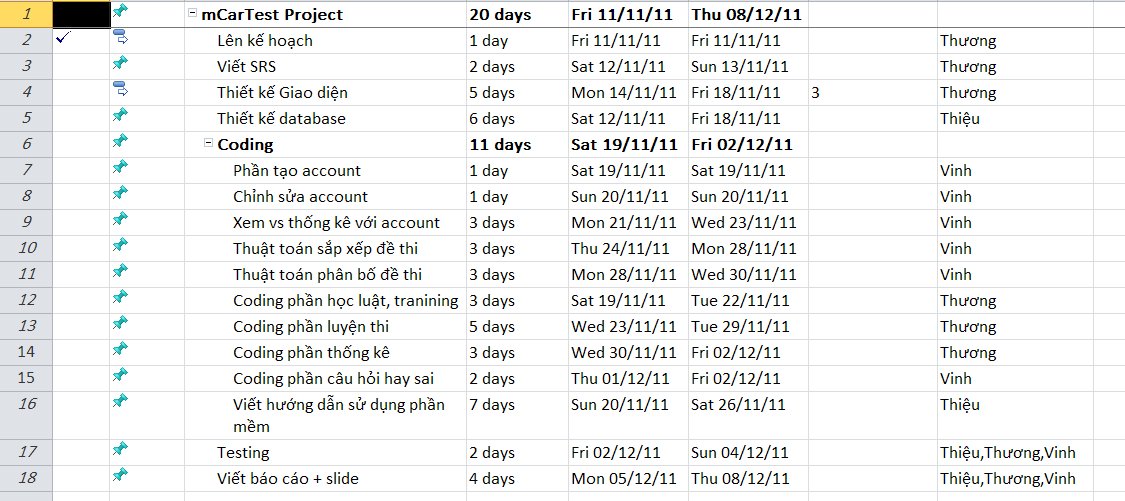 1 mCarTest Project 20 days Fri 11/11/11 Thu 08/12/11
2 Lên kế hoạch 1 day Fri 11/11/11 Fri 11/11/11 Thương
3 Viết SRS 2 days Sat 12/11/11 Sun 13/11/11 Thương
4 Thiết kế Giao diện 5 days Mon 14/11/11 Fri 18/11/11 3 Thương
5 Thiết kế database 6 days Sat 12/11/11 Fri 18/11/11 Thiệu
6 Coding 11 days Sat 19/11/11 Fri 02/12/11
7 Phần tạo account 1 day Sat 19/11/11 Sat 19/11/11 Vinh
8 Chỉnh sửa account 1 day Sun 20/11/11 Sun 20/11/11 Vinh
9 Xem vs thống kê với account 3 days Mon 21/11/11 Wed 23/11/11 Vinh
10 Thuật toán sắp xếp đề thi 3 days Thu 24/11/11 Mon 28/11/11 Vinh
11 Thuật toán phân bố đề thi 3 days Mon 28/11/11 Wed 30/11/11 Vinh
12 Coding phần học luật, tranining 3 days Sat 19/11/11 Tue 22/11/11 Thương
13 Coding phần luyện thi 5 days Wed 23/11/11 Tue 29/11/11 Thương
14 Coding phần thống kê 3 days Wed 30/11/11 Fri 02/12/11 Thương
15 Coding phần câu hỏi hay sai 2 days Thu 01/12/11 Fri 02/12/11 Vinh
16 Viết hướng dẫn sử dụng phần 7 days Sun 20/11/11 Sat 26/11/11 Thiệu
mềm
17 Testing 2 days Fri 02/12/11 Sun 04/12/11 Thiệu,Thương,Vinh
18 Viết báo cáo + slide 4 days Mon 05/12/11 Thu 08/12/11 Thiệu,Thương,Vinh